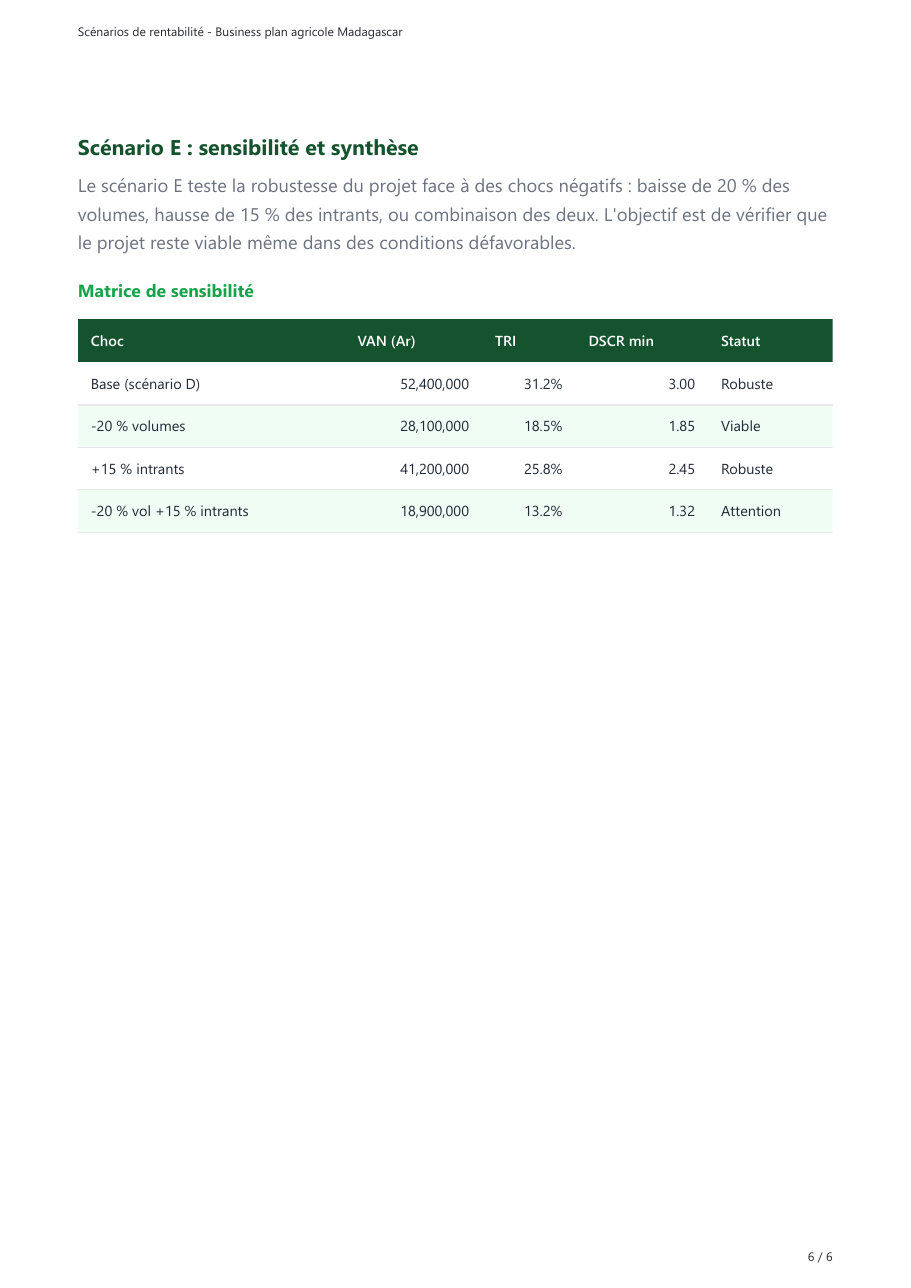 Scénarios de rentabilité - Business plan agricole Madagascar
Scénario E : sensibilité et synthèse
Le scénario E teste la robustesse du projet face à des chocs négatifs : baisse de 20 % des
volumes, hausse de 15 % des intrants, ou combinaison des deux. L'objectif est de vérifier que
le projet reste viable même dans des conditions défavorables.
Matrice de sensibilité
Choc VAN (Ar) TRI DSCR min Statut
Base (scénario D) 52,400,000 31.2% 3.00 Robuste
-20 % volumes 28,100,000 18.5% 1.85 Viable
+15 % intrants 41,200,000 25.8% 2.45 Robuste
-20 % vol +15 % intrants 18,900,000 13.2% 1.32 Attention
6 / 6